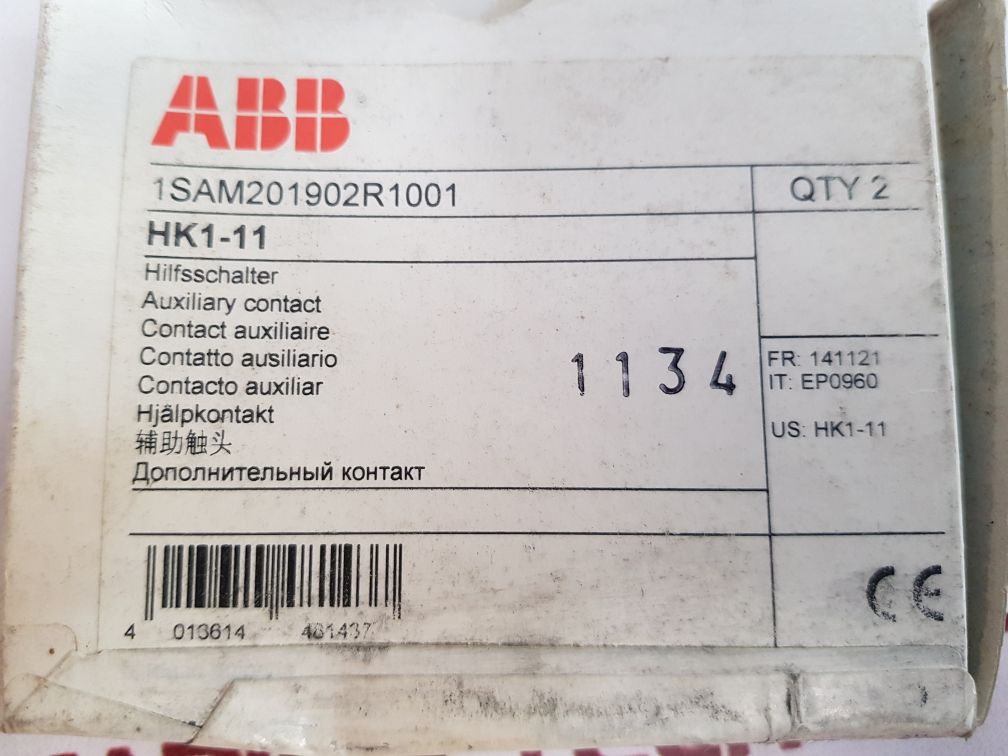 ABB
1SAM201902R1001
QTY 2
HK1-11
Hilfsschalter
Auxiliary contact
Contact auxiliaire
Contatto ausiliario
Contacto auxiliar
Hjälpkontakt
辅助触头
Дополнительный контакт
1134
FR: 141121
IT: EP0960
US: HK1-11
4 013614 481437
CE